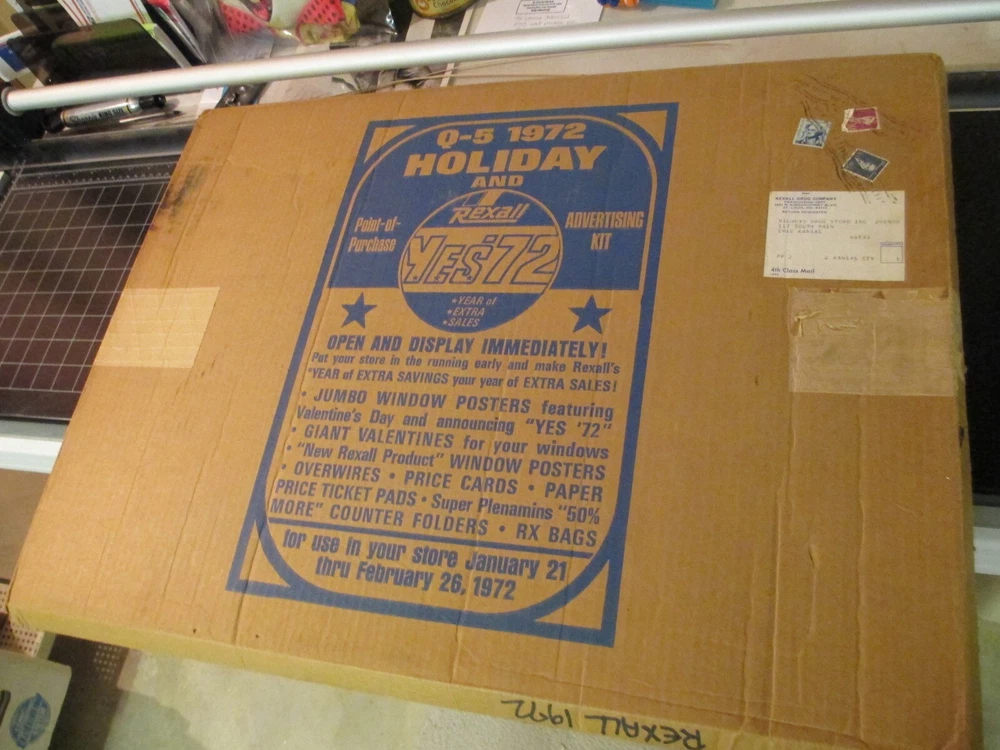 Q-5 1972
HOLIDAY
AND
Point-of-
Purchase
Rexall
YES '72
• YEAR of
• EXTRA
• SALES
ADVERTISING
KIT
OPEN AND DISPLAY IMMEDIATELY!
Put your store in the running early and make Rexall's
"YEAR of EXTRA SAVINGS your year of EXTRA SALES!
• JUMBO WINDOW POSTERS featuring
Valentine's Day and announcing "YES '72"
• GIANT VALENTINES for your windows
• "New Rexall Product" WINDOW POSTERS
• OVERWIRES • PRICE CARDS • PAPER
PRICE TICKET PADS • Super Plenamins "50%
MORE" COUNTER FOLDERS • RX BAGS
for use in your store January 21
thru February 26, 1972
REXALL DRUG COMPANY
4th Class Mail
REXALL 1972